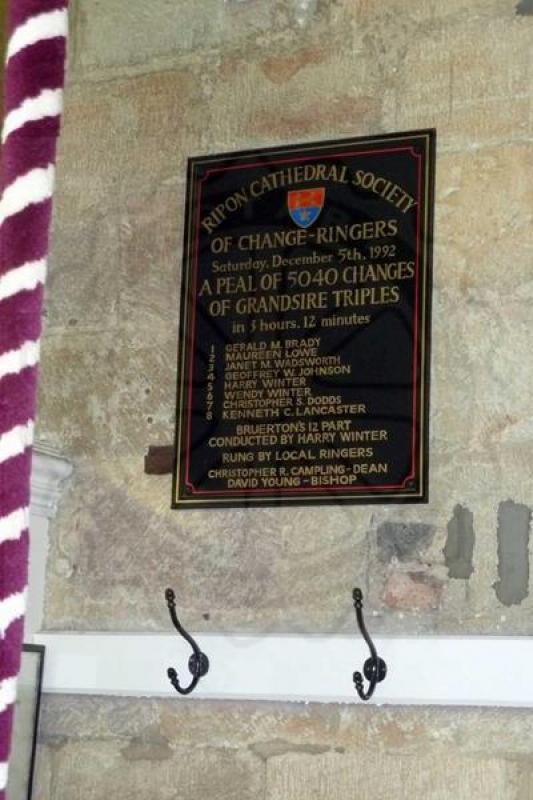 RIPON CATHEDRAL SOCIETY
OF CHANGE-RINGERS
Saturday, December 5th, 1992
A PEAL OF 5040 CHANGES
OF GRANDSIRE TRIPLES
in 3 hours, 12 minutes
1 GERALD M. BRADY
2 MAUREEN LOWE
3 JANET M. WADSWORTH
4 GEOFFREY W. JOHNSON
5 HARRY WINTER
6 WENDY WINTER
7 CHRISTOPHER S. DODDS
8 KENNETH C. LANCASTER
BRUERTON'S 12 PART
CONDUCTED BY HARRY WINTER
RUNG BY LOCAL RINGERS
CHRISTOPHER R. CAMPLING - DEAN
DAVID YOUNG - BISHOP